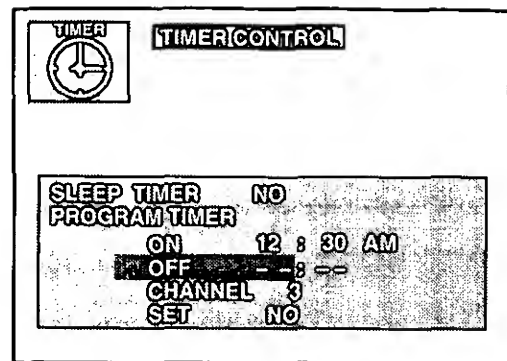 TIMER
TIMER CONTROL
SLEEP TIMER NO
PROGRAM TIMER
ON 12 : 30 AM
OFF - - : - -
CHANNEL 3
SET NO